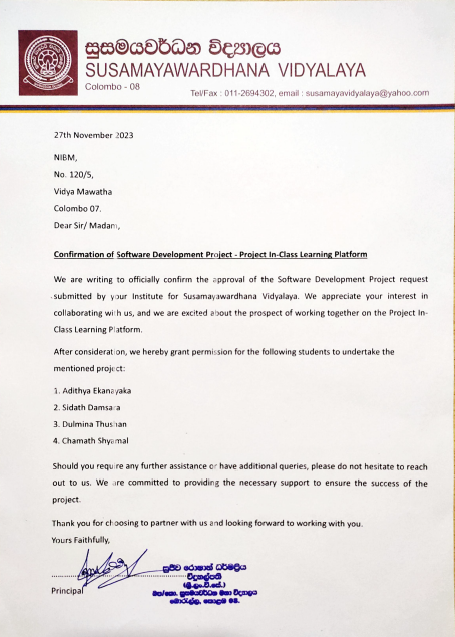 සුසමයවර්ධන විද්‍යාලය
SUSAMAYAWARDHANA VIDYALAYA
Colombo - 08
Tel/Fax : 011-2694302, email : susamayavidyalaya@yahoo.com
27th November 2023
NIBM,
No. 120/5,
Vidya Mawatha
Colombo 07.
Dear Sir/ Madam,
Confirmation of Software Development Project - Project In-Class Learning Platform
We are writing to officially confirm the approval of the Software Development Project request
submitted by your Institute for Susamayawardhana Vidyalaya. We appreciate your interest in
collaborating with us, and we are excited about the prospect of working together on the Project In-
Class Learning Platform.
After consideration, we hereby grant permission for the following students to undertake the
mentioned project:
1. Adithya Ekanayaka
2. Sidath Damsara
3. Dulmina Thushan
4. Chamath Shyamal
Should you require any further assistance or have additional queries, please do not hesitate to reach
out to us. We are committed to providing the necessary support to ensure the success of the
project.
Thank you for choosing to partner with us and looking forward to working with you.
Yours Faithfully,
Principal
සුජීව රොෂාන් ධර්මප්‍රිය
විදුහල්පති
සුසමයවර්ධන මහා විද්‍යාලය
බොරැල්ල, කොළඹ 08.